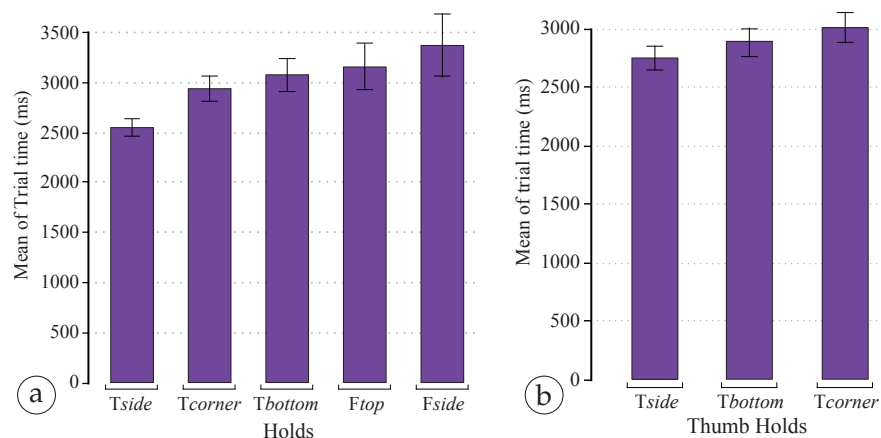 Mean of Trial time (ms)
3500
3000
2500
2000
1500
1000
500
0
Tside
Tcorner
Tbottom
Ftop
Fside
Holds
a
Mean of trial time (ms)
3000
2500
2000
1500
1000
500
0
Tside
Tbottom
Tcorner
Thumb Holds
b